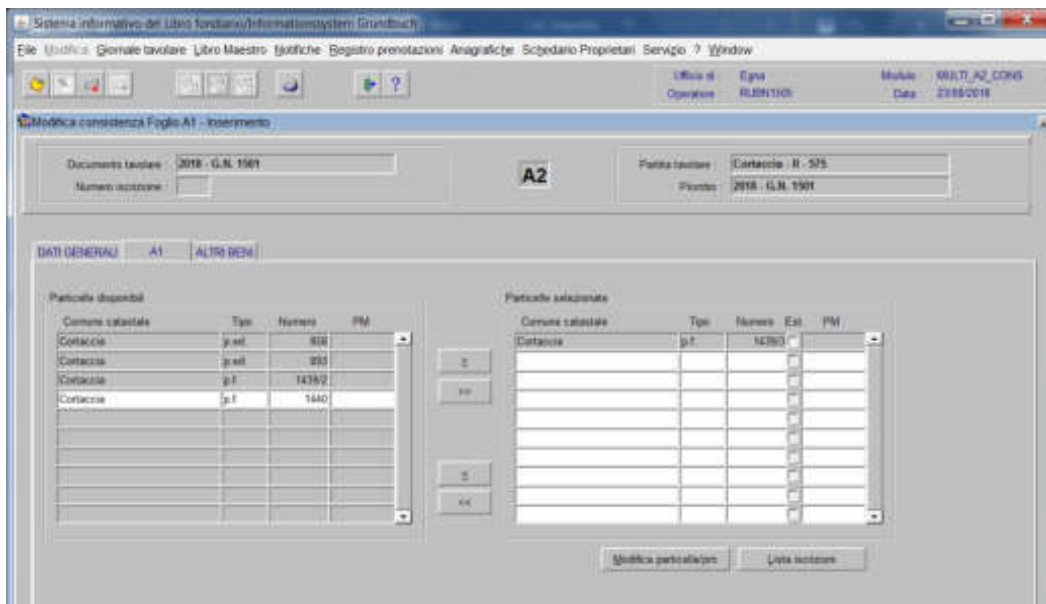 Sistema informativo del Libro fondiario/Informationssystem Grundbuch
File Modifica Giornale tavolare Libro Maestro Notifiche Registro prenotazioni Anagrafiche Schedario Proprietari Servizio ? Window
Ufficio di Egna Modulo MULTI_A2_CONS
Operatore Data 23/08/2018
Modifica consistenza Foglio A1 - Inserimento
Documento tavolare 2018 - G.N. 1901 A2 Partita tavolare Cortaccia - II - 575
Numero iscrizione Piombo 2018 - G.N. 1901
DATI GENERALI A1 ALTRI BENI
Particelle disponibili Particelle selezionate
Comune catastale Tipo Numero PM Comune catastale Tipo Numero Est. PM
Cortaccia p.ed. Cortaccia p.f. 1439/3
Cortaccia p.ed. >
Cortaccia p.f. 1439/2 >>
Cortaccia p.f. 1440
<
<<
Modifica particella/pm Lista iscrizioni